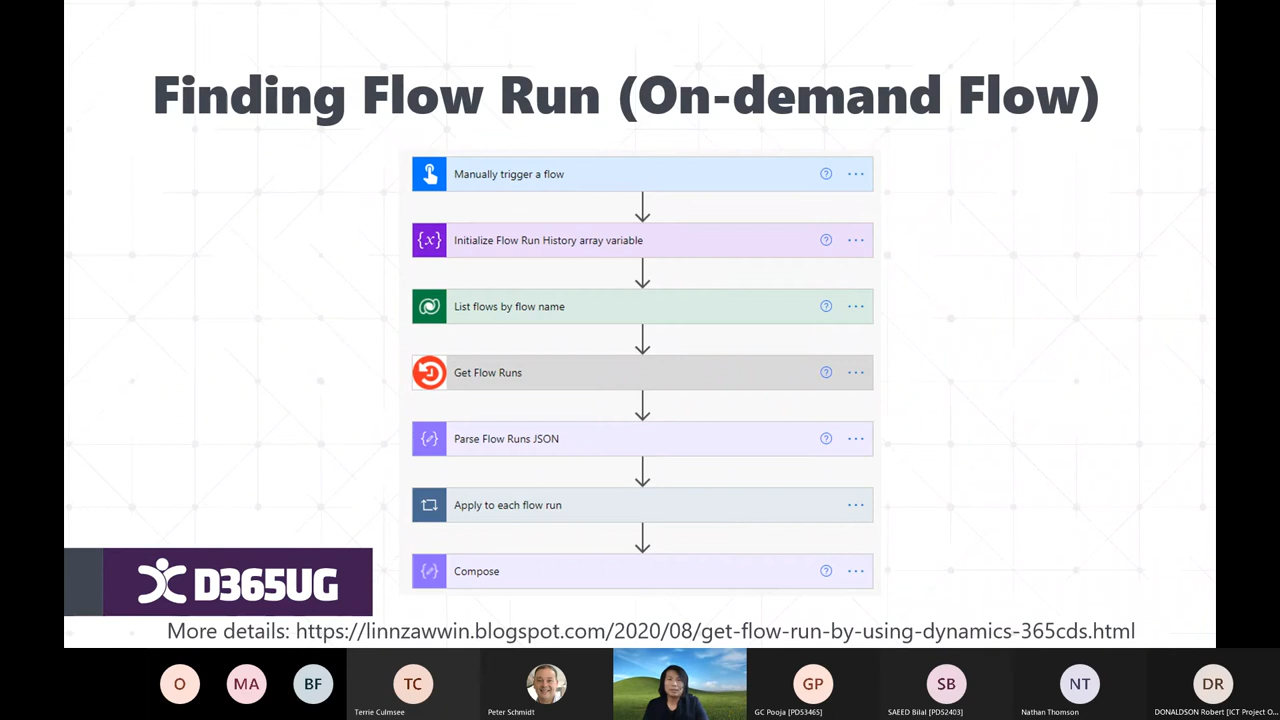 Finding Flow Run (On-demand Flow)
Manually trigger a flow
{x} Initialize Flow Run History array variable
List flows by flow name
Get Flow Runs
Parse Flow Runs JSON
Apply to each flow run
Compose
D365UG
More details: https://linnzawwin.blogspot.com/2020/08/get-flow-run-by-using-dynamics-365cds.html
O MA BF TC GP SB NT DR
Terrie Culmsee Peter Schmidt GC Pooja [PD53465] SAEED Bilal [PD52403] Nathan Thomson DONALDSON Robert [ICT Project O...